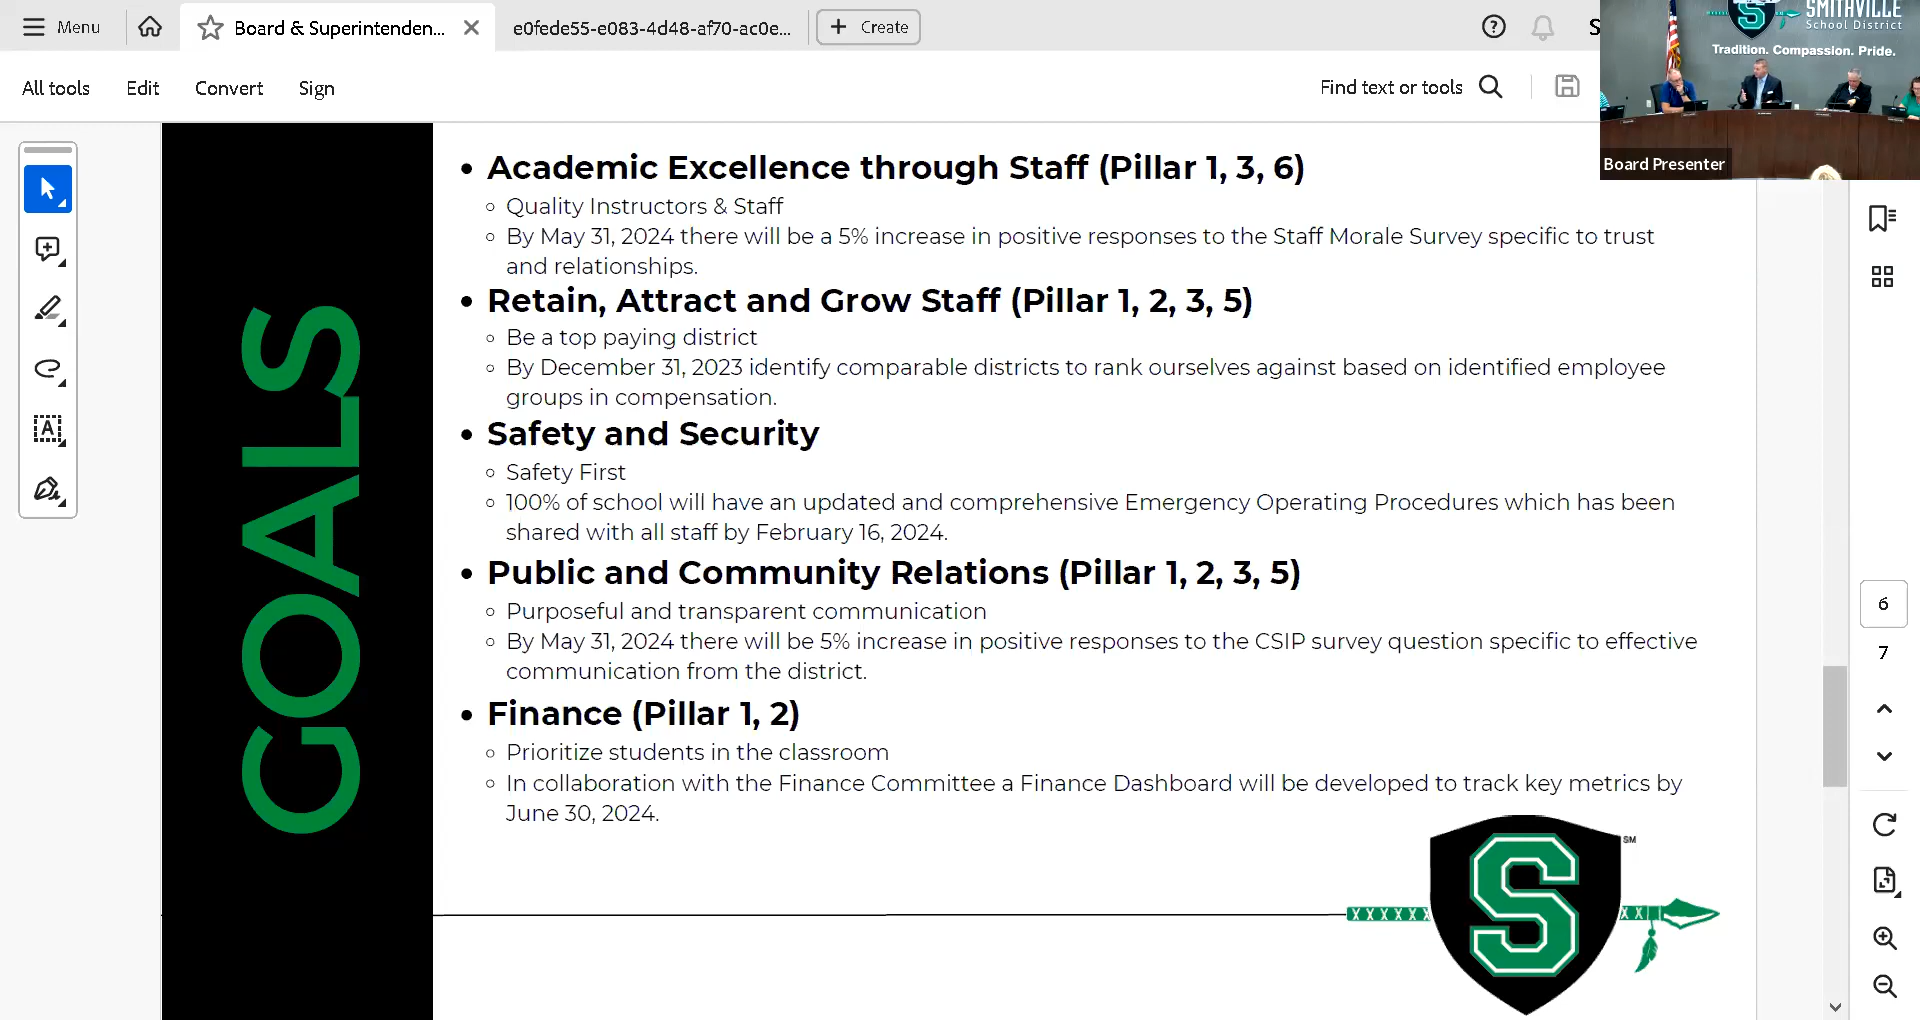 Menu
Board & Superintenden...
e0fede55-e083-4d48-af70-ac0e...
Create
S
All tools
Edit
Convert
Sign
Find text or tools
S
SMITHVILLE
School District
Tradition. Compassion. Pride.
Board Presenter
GOALS
• Academic Excellence through Staff (Pillar 1, 3, 6)
◦ Quality Instructors & Staff
◦ By May 31, 2024 there will be a 5% increase in positive responses to the Staff Morale Survey specific to trust
and relationships.
• Retain, Attract and Grow Staff (Pillar 1, 2, 3, 5)
◦ Be a top paying district
◦ By December 31, 2023 identify comparable districts to rank ourselves against based on identified employee
groups in compensation.
• Safety and Security
◦ Safety First
◦ 100% of school will have an updated and comprehensive Emergency Operating Procedures which has been
shared with all staff by February 16, 2024.
• Public and Community Relations (Pillar 1, 2, 3, 5)
◦ Purposeful and transparent communication
◦ By May 31, 2024 there will be 5% increase in positive responses to the CSIP survey question specific to effective
communication from the district.
• Finance (Pillar 1, 2)
◦ Prioritize students in the classroom
◦ In collaboration with the Finance Committee a Finance Dashboard will be developed to track key metrics by
June 30, 2024.
S
SM
6
7